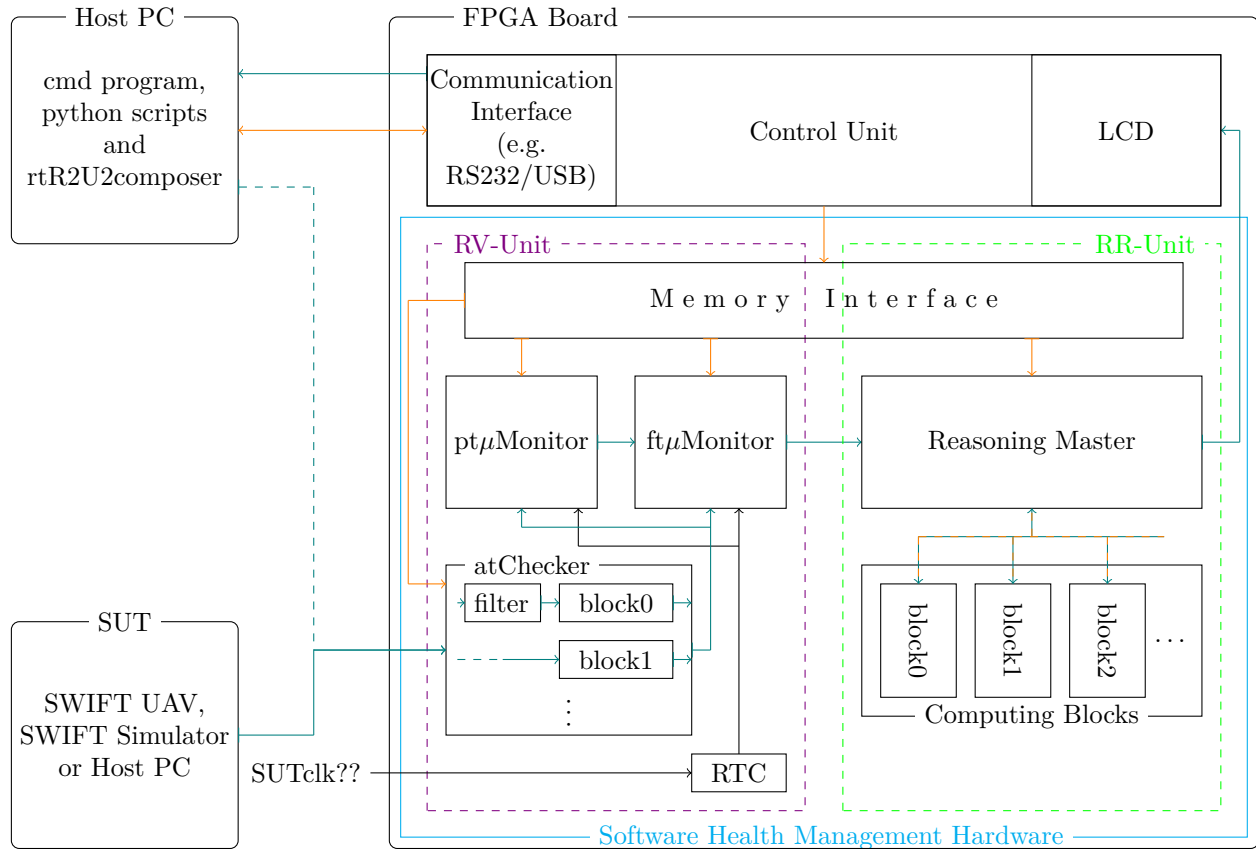 Host PC
cmd program,
python scripts
and
rtR2U2composer
FPGA Board
Communication
Interface
(e.g.
RS232/USB)
Control Unit
LCD
RV-Unit
RR-Unit
Memory Interface
ptμMonitor
ftμMonitor
Reasoning Master
atChecker
filter
block0
block1
⋮
block0
block1
block2
...
Computing Blocks
SUT
SWIFT UAV,
SWIFT Simulator
or Host PC
SUTclk??
RTC
Software Health Management Hardware